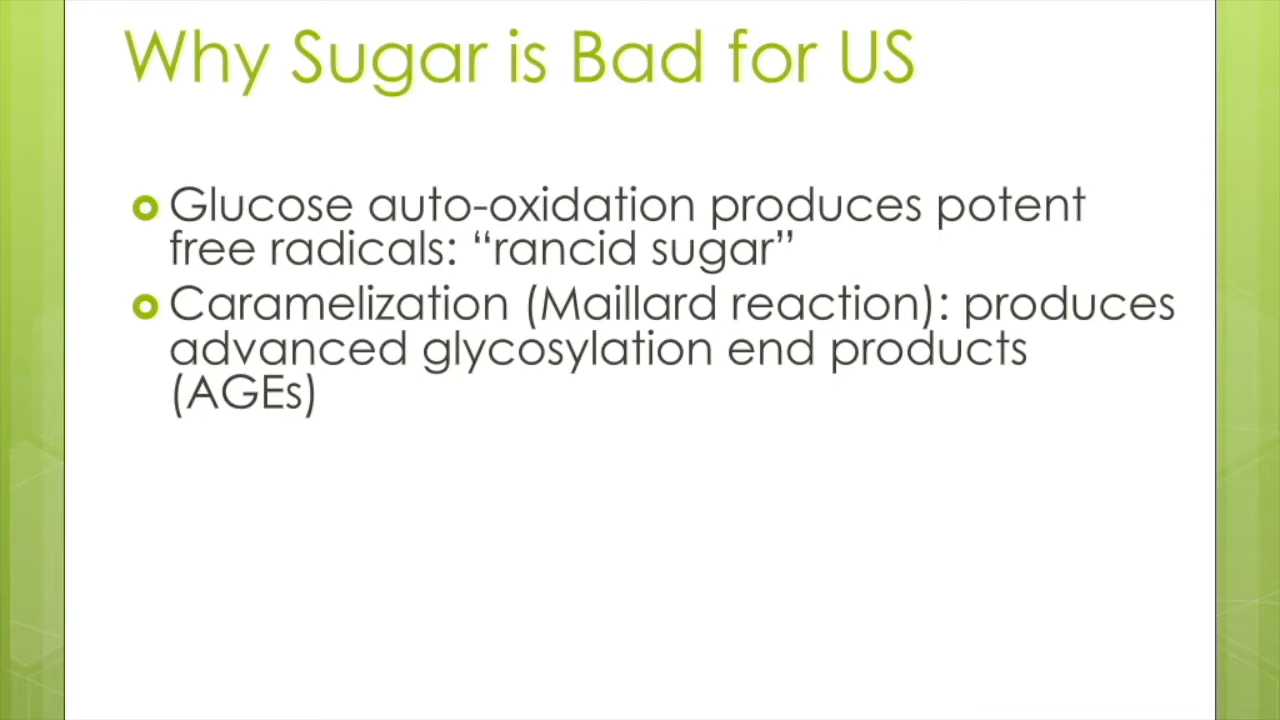 Why Sugar is Bad for US
Glucose auto-oxidation produces potent
free radicals: “rancid sugar”
Caramelization (Maillard reaction): produces
advanced glycosylation end products
(AGEs)